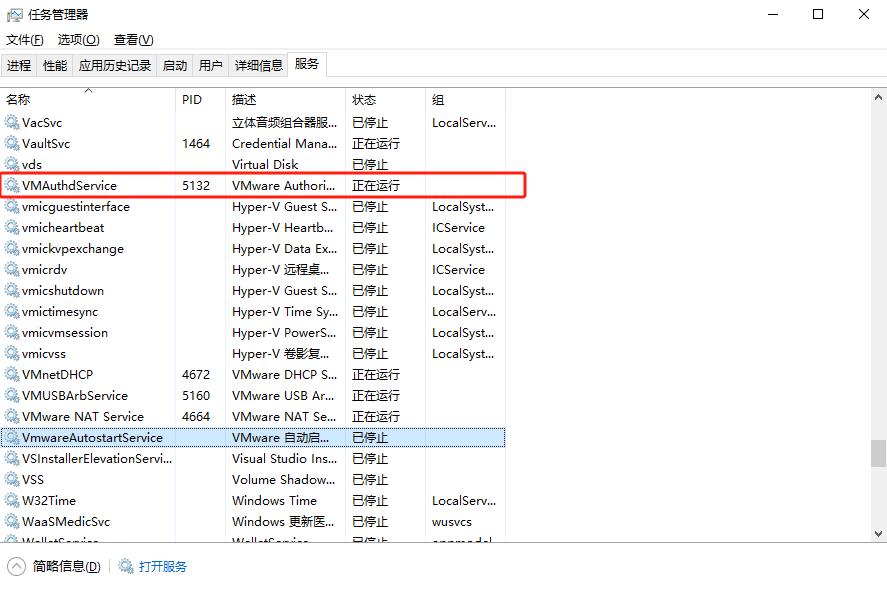 任务管理器
文件(F) 选项(O) 查看(V)
进程 性能 应用历史记录 启动 用户 详细信息 服务
名称 PID 描述 状态 组
VacSvc 立体音频组合器服... 已停止 LocalServ...
VaultSvc 1464 Credential Mana... 正在运行
vds Virtual Disk 已停止
VMAuthdService 5132 VMware Authori... 正在运行
vmicguestinterface Hyper-V Guest S... 已停止 LocalSyst...
vmicheartbeat Hyper-V Heartb... 已停止 ICService
vmickvpexchange Hyper-V Data Ex... 已停止 LocalSyst...
vmicrdv Hyper-V 远程桌... 已停止 ICService
vmicshutdown Hyper-V Guest S... 已停止 LocalSyst...
vmictimesync Hyper-V Time Sy... 已停止 LocalServ...
vmicvmsession Hyper-V PowerS... 已停止 LocalSyst...
vmicvss Hyper-V 卷影复... 已停止 LocalSyst...
VMnetDHCP 4672 VMware DHCP S... 正在运行
VMUSBArbService 5160 VMware USB Ar... 正在运行
VMware NAT Service 4664 VMware NAT Se... 正在运行
VmwareAutostartService VMware 自动启... 已停止
VSInstallerElevationServi... Visual Studio Ins... 已停止
VSS Volume Shadow... 已停止
W32Time Windows Time 已停止 LocalServ...
WaaSMedicSvc Windows 更新医... 已停止 wusvcs
WalletService WalletService 已停止 appmodel
简略信息(D) 打开服务